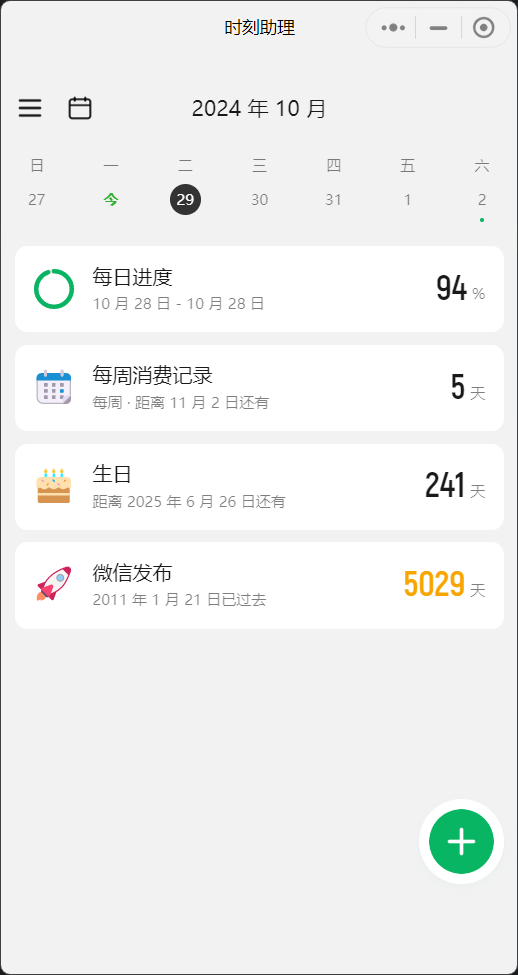 时刻助理
2024 年 10 月
日 一 二 三 四 五 六
27 今 29 30 31 1 2
每日进度
10 月 28 日 - 10 月 28 日
94 %
每周消费记录
每周 · 距离 11 月 2 日还有
5 天
生日
距离 2025 年 6 月 26 日还有
241 天
微信发布
2011 年 1 月 21 日已过去
5029 天